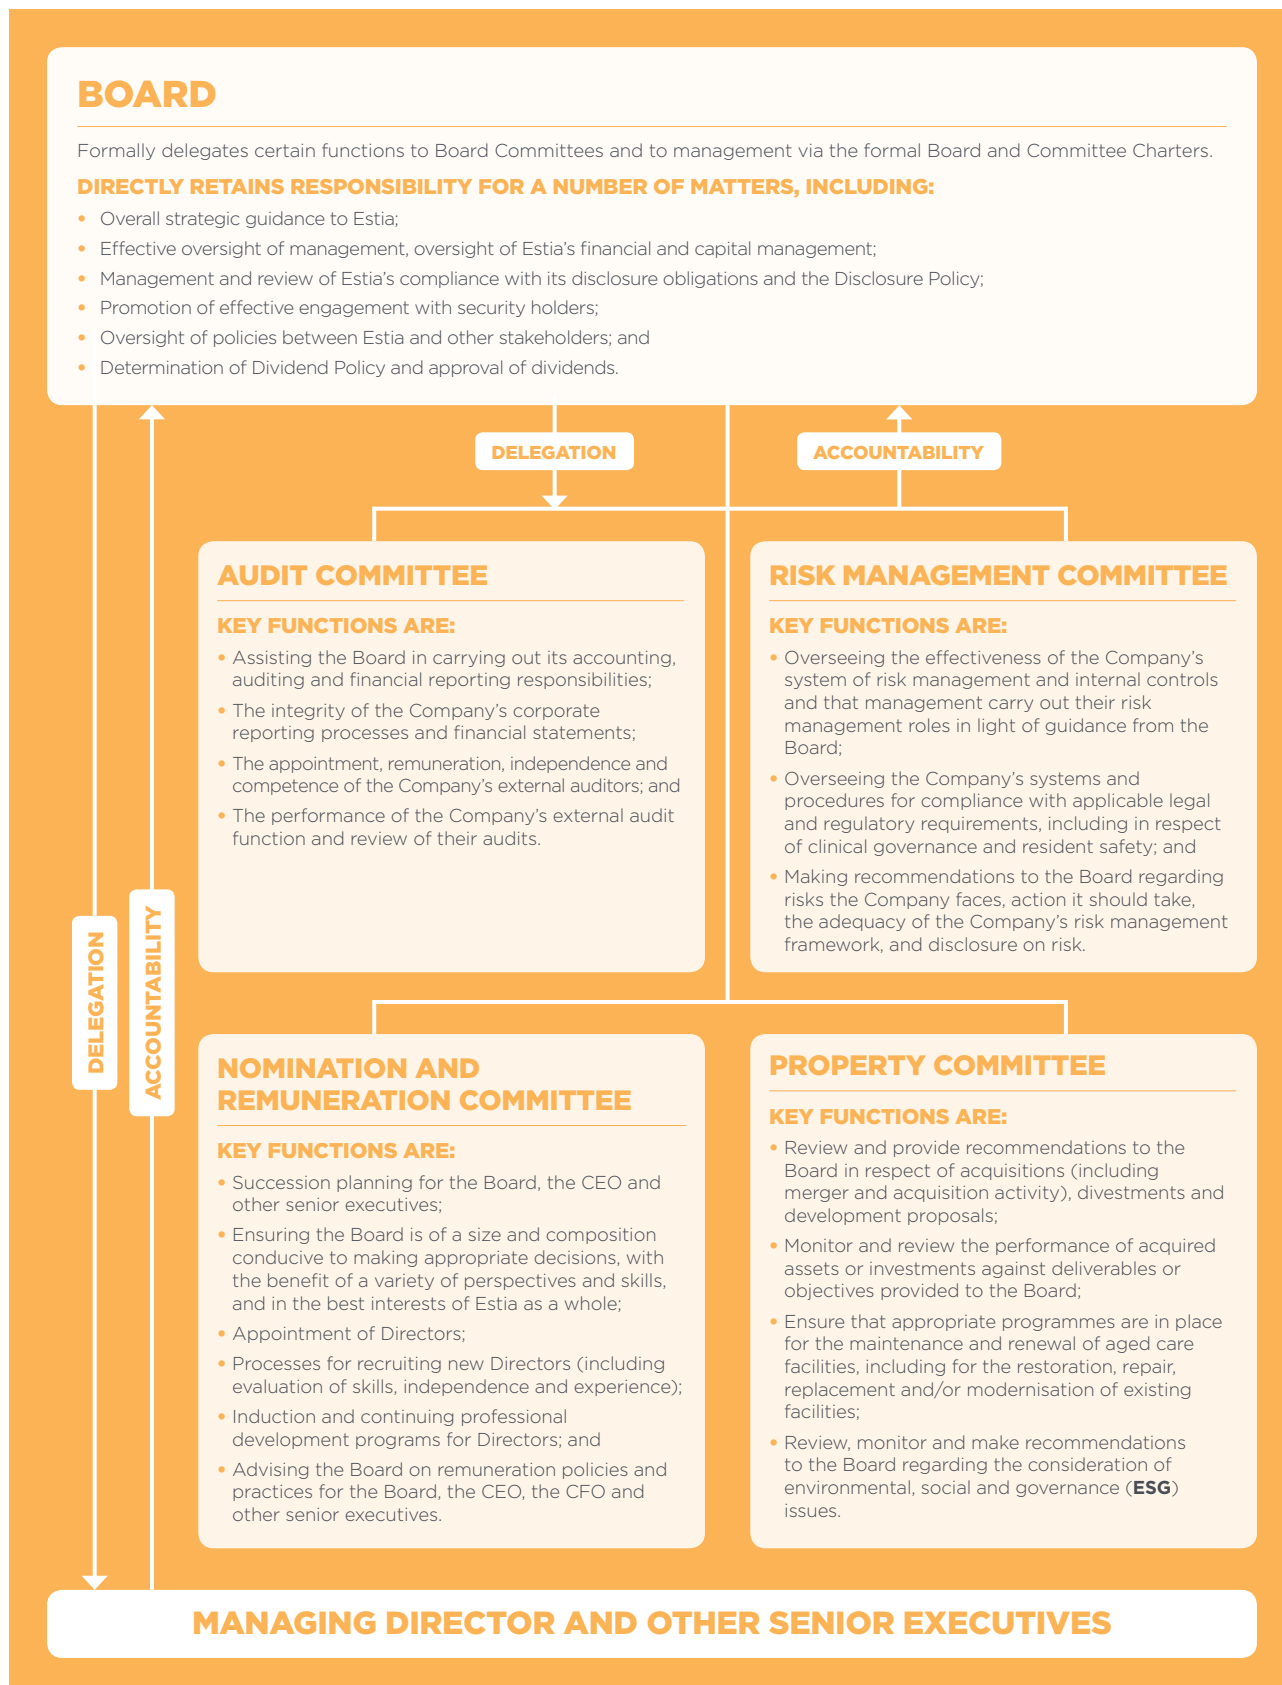 BOARD
Formally delegates certain functions to Board Committees and to management via the formal Board and Committee Charters.
DIRECTLY RETAINS RESPONSIBILITY FOR A NUMBER OF MATTERS, INCLUDING:
• Overall strategic guidance to Estia;
• Effective oversight of management, oversight of Estia’s financial and capital management;
• Management and review of Estia’s compliance with its disclosure obligations and the Disclosure Policy;
• Promotion of effective engagement with security holders;
• Oversight of policies between Estia and other stakeholders; and
• Determination of Dividend Policy and approval of dividends.
DELEGATION
ACCOUNTABILITY
AUDIT COMMITTEE
KEY FUNCTIONS ARE:
• Assisting the Board in carrying out its accounting,
auditing and financial reporting responsibilities;
• The integrity of the Company’s corporate
reporting processes and financial statements;
• The appointment, remuneration, independence and
competence of the Company’s external auditors; and
• The performance of the Company’s external audit
function and review of their audits.
RISK MANAGEMENT COMMITTEE
KEY FUNCTIONS ARE:
• Overseeing the effectiveness of the Company’s
system of risk management and internal controls
and that management carry out their risk
management roles in light of guidance from the
Board;
• Overseeing the Company’s systems and
procedures for compliance with applicable legal
and regulatory requirements, including in respect
of clinical governance and resident safety; and
• Making recommendations to the Board regarding
risks the Company faces, action it should take,
the adequacy of the Company’s risk management
framework, and disclosure on risk.
DELEGATION
ACCOUNTABILITY
NOMINATION AND
REMUNERATION COMMITTEE
KEY FUNCTIONS ARE:
• Succession planning for the Board, the CEO and
other senior executives;
• Ensuring the Board is of a size and composition
conducive to making appropriate decisions, with
the benefit of a variety of perspectives and skills,
and in the best interests of Estia as a whole;
• Appointment of Directors;
• Processes for recruiting new Directors (including
evaluation of skills, independence and experience);
• Induction and continuing professional
development programs for Directors; and
• Advising the Board on remuneration policies and
practices for the Board, the CEO, the CFO and
other senior executives.
PROPERTY COMMITTEE
KEY FUNCTIONS ARE:
• Review and provide recommendations to the
Board in respect of acquisitions (including
merger and acquisition activity), divestments and
development proposals;
• Monitor and review the performance of acquired
assets or investments against deliverables or
objectives provided to the Board;
• Ensure that appropriate programmes are in place
for the maintenance and renewal of aged care
facilities, including for the restoration, repair,
replacement and/or modernisation of existing
facilities;
• Review, monitor and make recommendations
to the Board regarding the consideration of
environmental, social and governance (ESG)
issues.
MANAGING DIRECTOR AND OTHER SENIOR EXECUTIVES